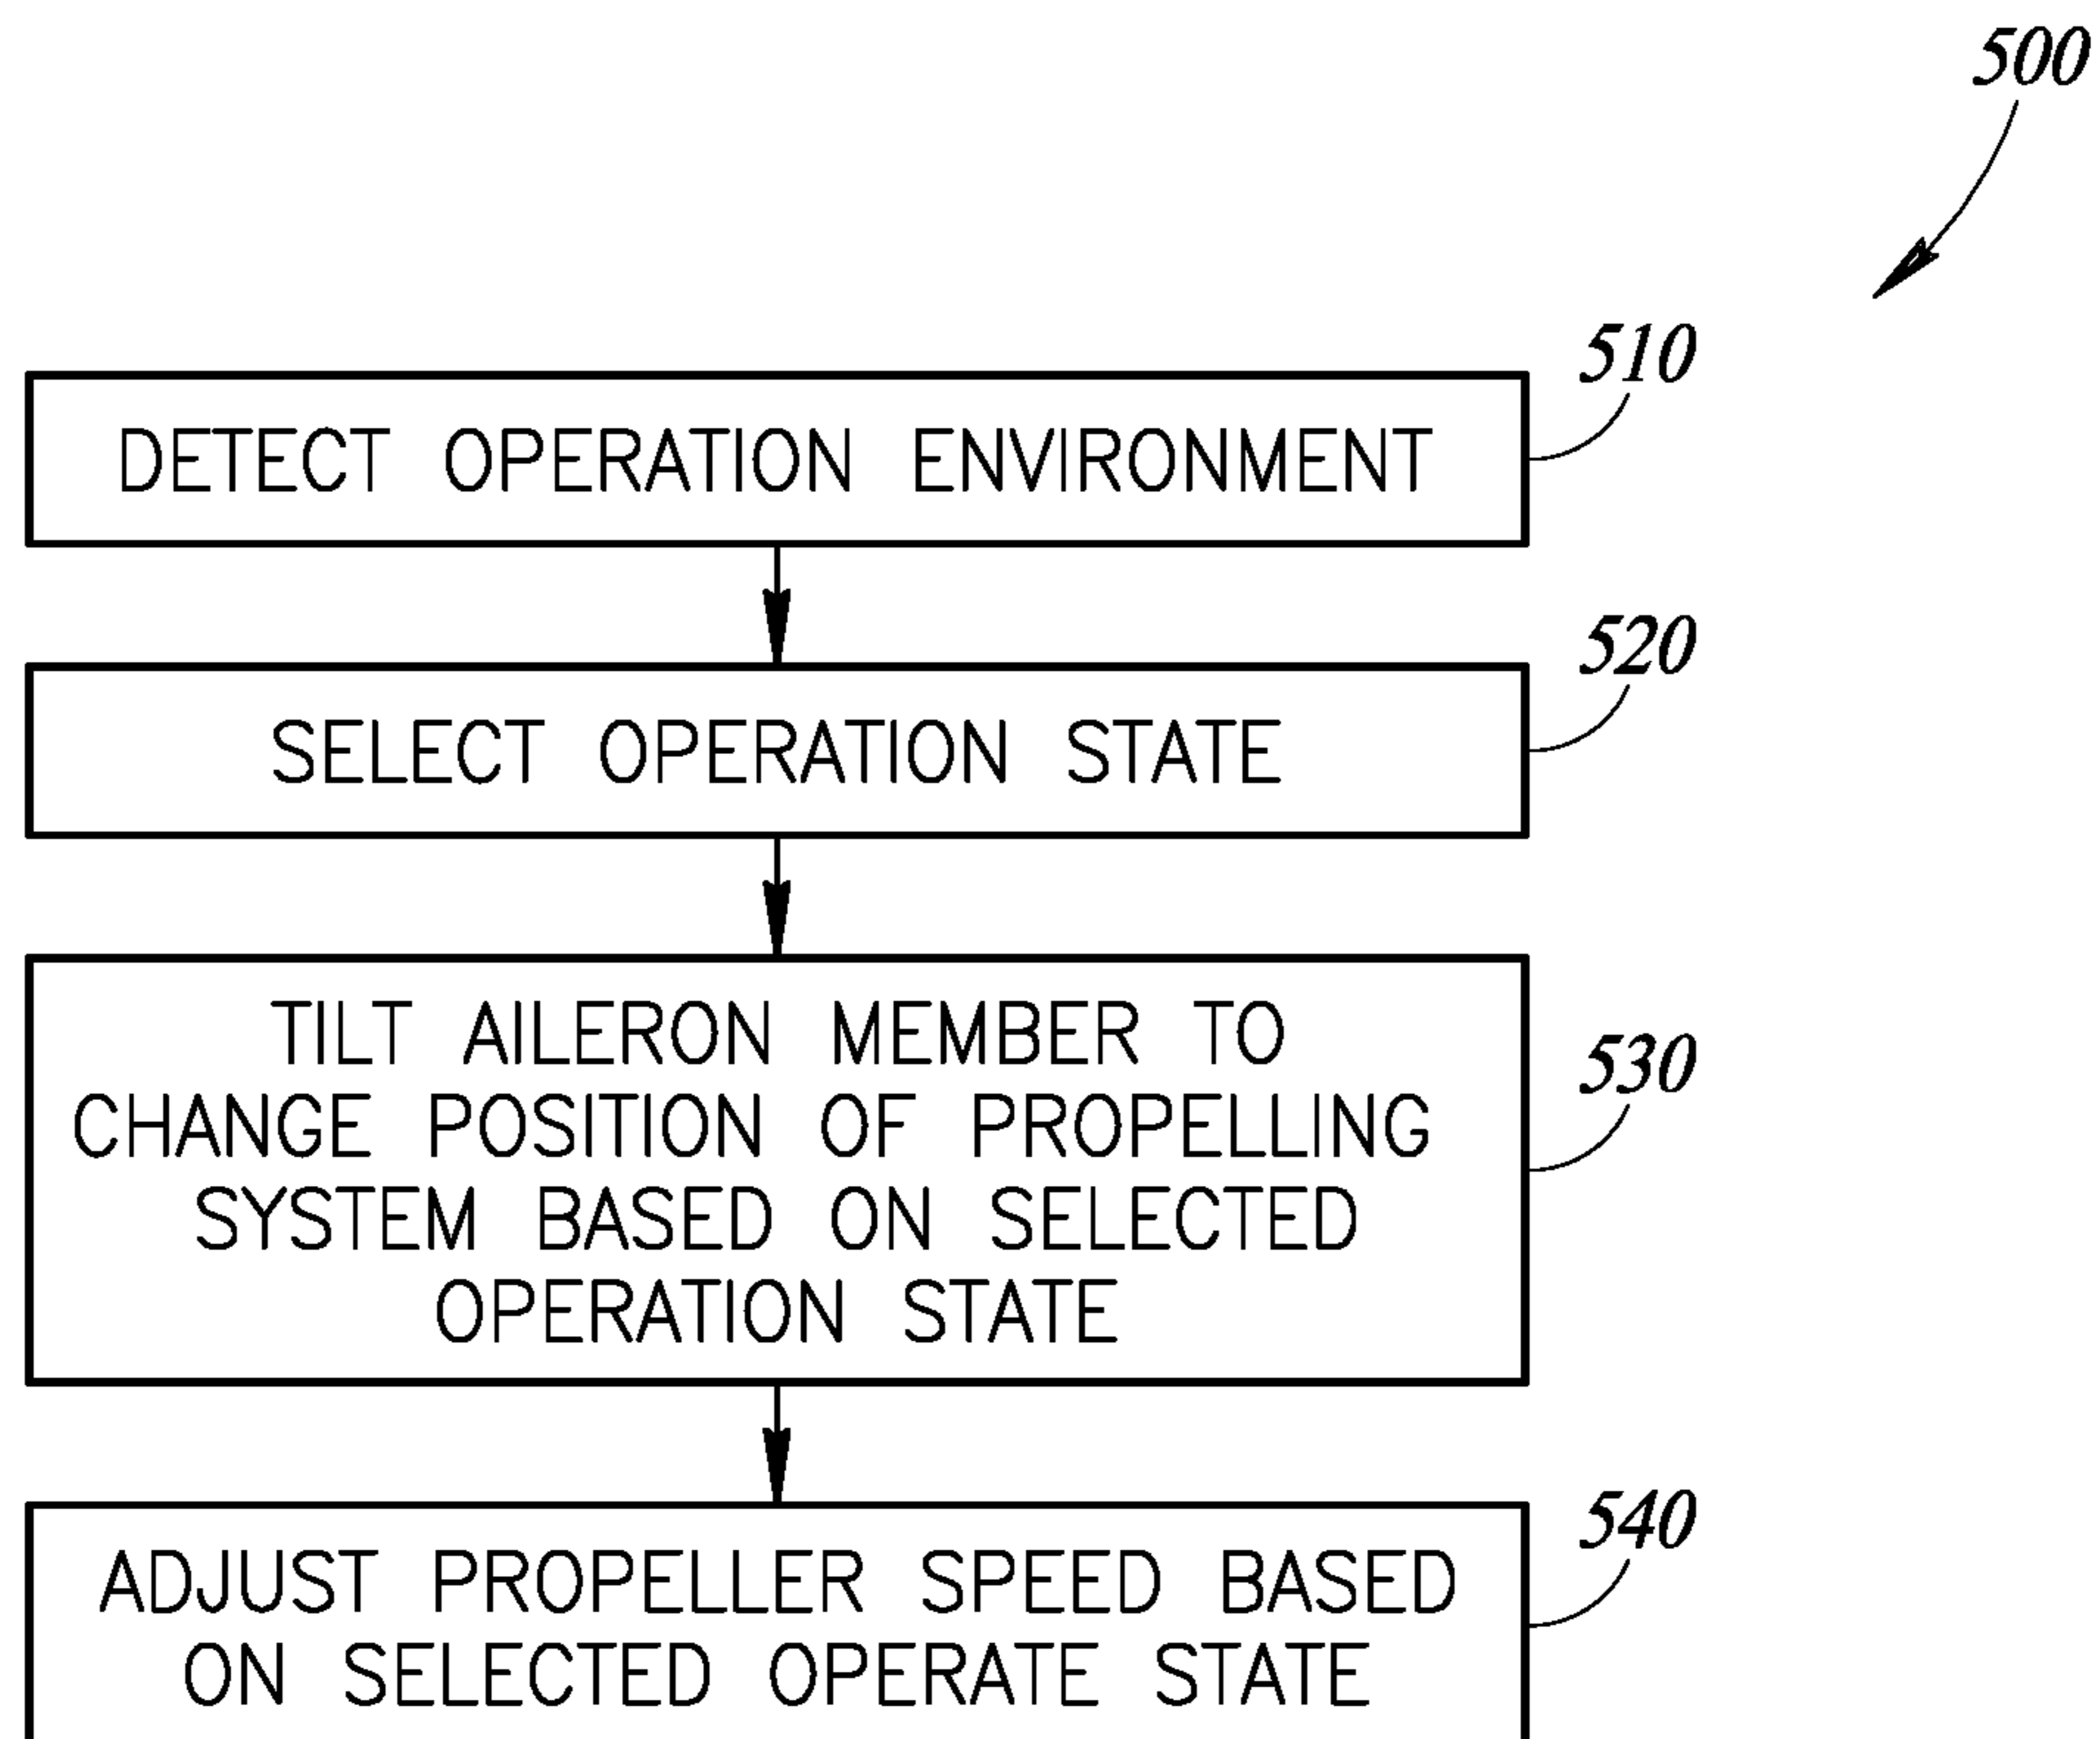 500
510
DETECT OPERATION ENVIRONMENT
520
SELECT OPERATION STATE
TILT AILERON MEMBER TO
530
CHANGE POSITION OF PROPELLING
SYSTEM BASED ON SELECTED
OPERATION STATE
540
ADJUST PROPELLER SPEED BASED
ON SELECTED OPERATE STATE